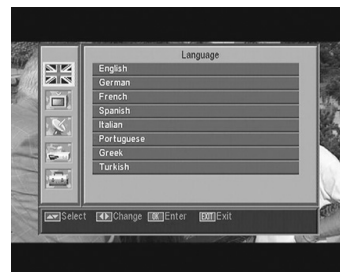 Language
English
German
French
Spanish
Italian
Portuguese
Greek
Turkish
Select Change OK Enter EXIT Exit